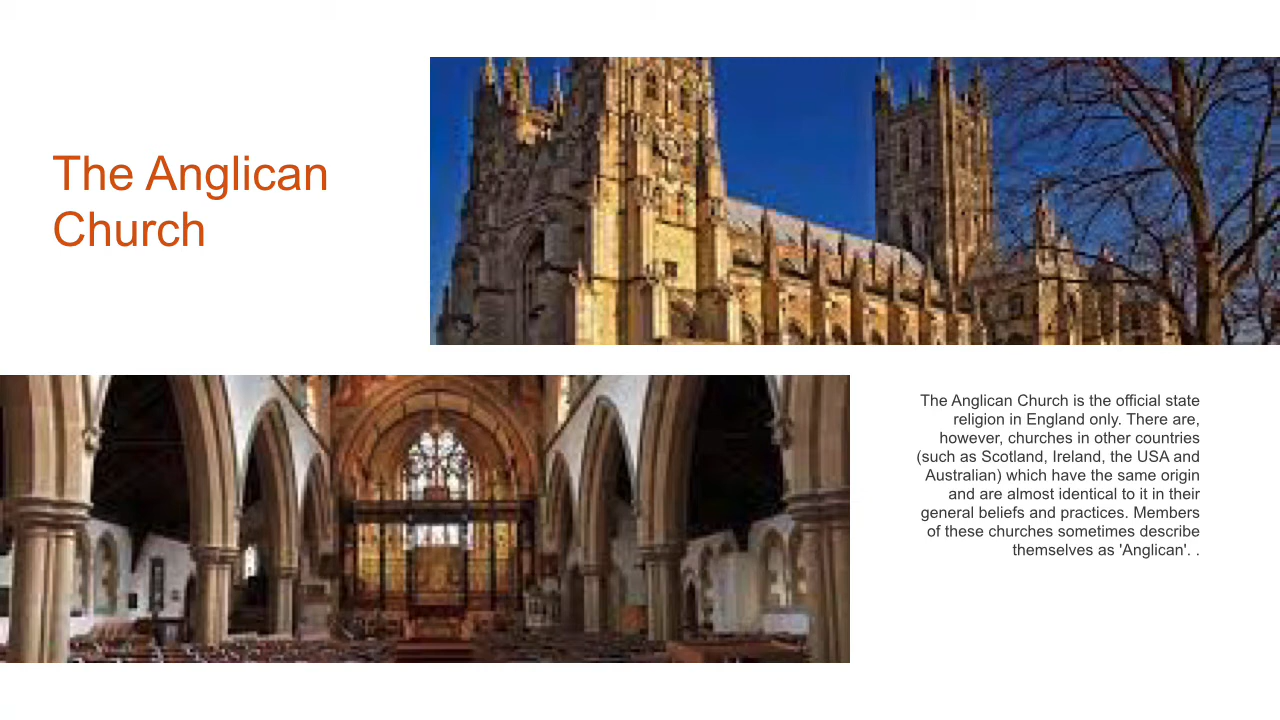 The Anglican
Church
The Anglican Church is the official state
religion in England only. There are,
however, churches in other countries
(such as Scotland, Ireland, the USA and
Australian) which have the same origin
and are almost identical to it in their
general beliefs and practices. Members
of these churches sometimes describe
themselves as 'Anglican'. .